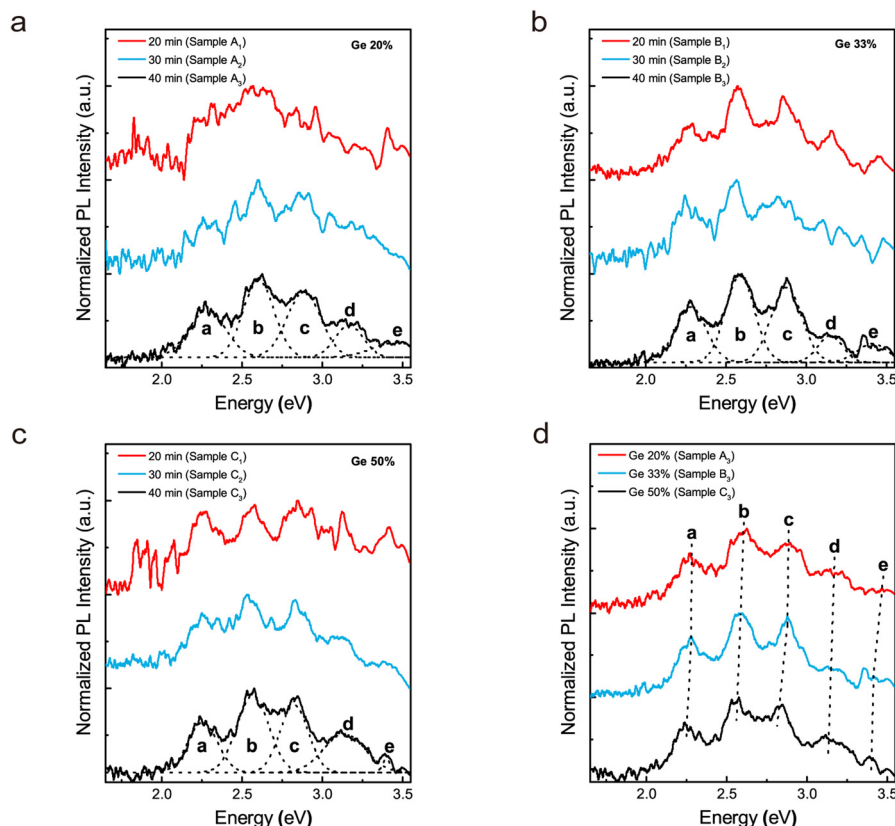 a
20 min (Sample A₁)
30 min (Sample A₂)
40 min (Sample A₃)
Ge 20%
Normalized PL Intensity (a.u.)
a
b
c
d
e
2.0 2.5 3.0 3.5
Energy (eV)
b
20 min (Sample B₁)
30 min (Sample B₂)
40 min (Sample B₃)
Ge 33%
Normalized PL Intensity (a.u.)
a
b
c
d
e
2.0 2.5 3.0 3.5
Energy (eV)
c
20 min (Sample C₁)
30 min (Sample C₂)
40 min (Sample C₃)
Ge 50%
Normalized PL Intensity (a.u.)
a
b
c
d
e
2.0 2.5 3.0 3.5
Energy (eV)
d
Ge 20% (Sample A₃)
Ge 33% (Sample B₃)
Ge 50% (Sample C₃)
Normalized PL Intensity (a.u.)
a
b
c
d
e
2.0 2.5 3.0 3.5
Energy (eV)